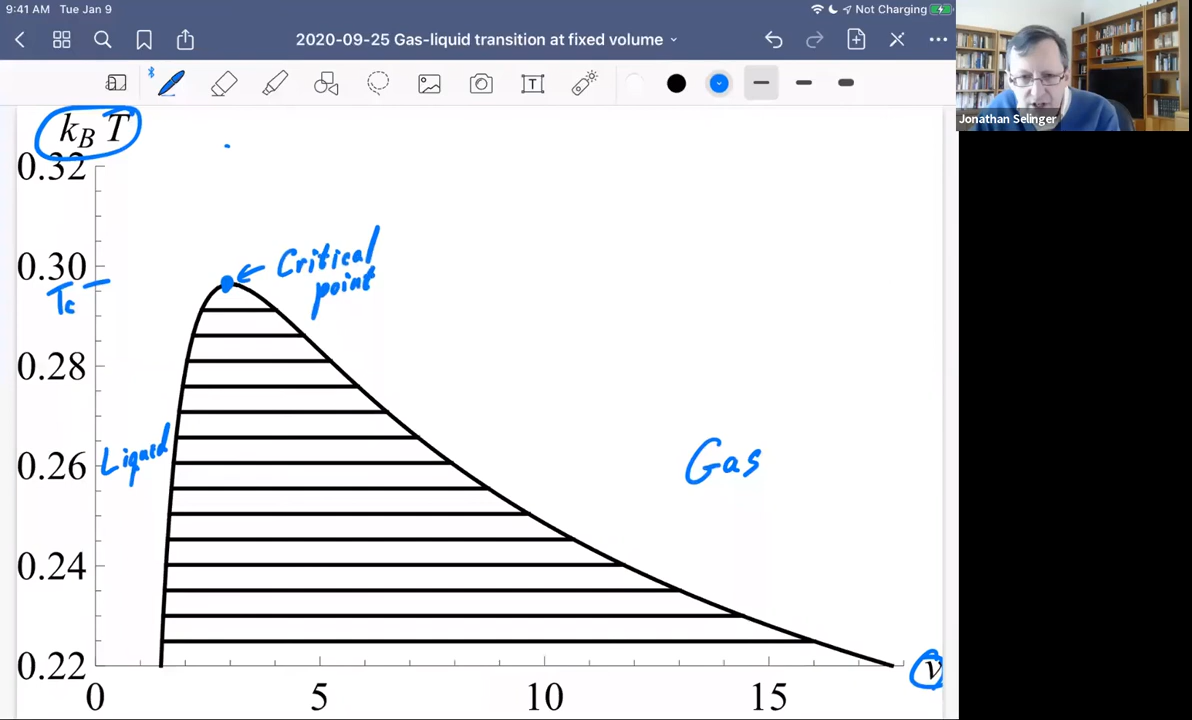 9:41 AM Tue Jan 9
Not Charging
2020-09-25 Gas-liquid transition at fixed volume
T
Jonathan Selinger
k_B T
0.32
0.30
T_c
Critical
point
0.28
Liquid
0.26
Gas
0.24
0.22
v
0
5
10
15